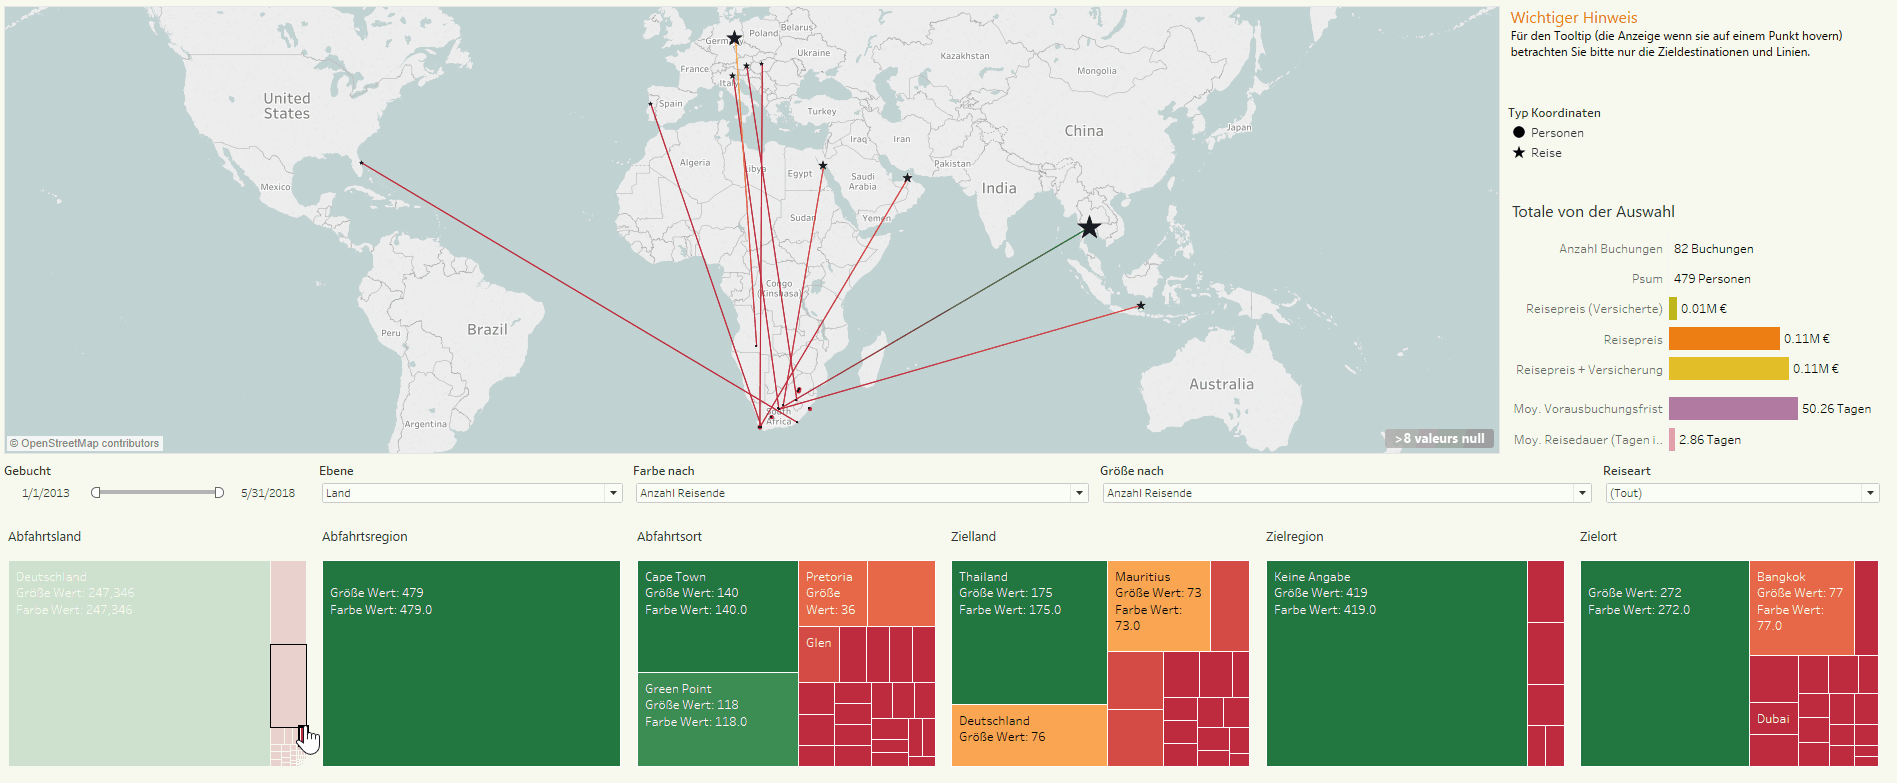 Wichtiger Hinweis
Für den Tooltip (die Anzeige wenn sie auf einem Punkt hovern)
betrachten Sie bitte nur die Zieldestinationen und Linien.
Typ Koordinaten
Personen
Reise
Totale von der Auswahl
Anzahl Buchungen 82 Buchungen
Psum 479 Personen
Reisepreis (Versicherte) 0.01M €
Reisepreis 0.11M €
Reisepreis + Versicherung 0.11M €
Moy. Vorausbuchungsfrist 50.26 Tagen
Moy. Reisedauer (Tagen i.. 2.86 Tagen
United
States
Mexico
Peru
Brazil
Argentina
Poland
Belarus
Ukraine
France
Spain
Turkey
Algeria
Libya
Egypt
Iraq
Iran
Saudi
Arabia
Sudan
Yemen
Congo
(Kinshasa)
South
Africa
Kazakhstan
Mongolia
China
Japan
Pakistan
India
Australia
© OpenStreetMap contributors
>8 valeurs null
Gebucht
1/1/2013
5/31/2018
Ebene
Land
Farbe nach
Anzahl Reisende
Größe nach
Anzahl Reisende
Reiseart
(Tout)
Abfahrtsland
Deutschland
Größe Wert: 247,346
Farbe Wert: 247,346
Abfahrtsregion
Größe Wert: 479
Farbe Wert: 479.0
Abfahrtsort
Cape Town
Größe Wert: 140
Farbe Wert: 140.0
Green Point
Größe Wert: 118
Farbe Wert: 118.0
Pretoria
Größe
Wert: 36
Glen
Zielland
Thailand
Größe Wert: 175
Farbe Wert: 175.0
Deutschland
Größe Wert: 76
Mauritius
Größe Wert: 73
Farbe Wert:
73.0
Zielregion
Keine Angabe
Größe Wert: 419
Farbe Wert: 419.0
Zielort
Größe Wert: 272
Farbe Wert: 272.0
Bangkok
Größe Wert: 77
Farbe Wert:
77.0
Dubai